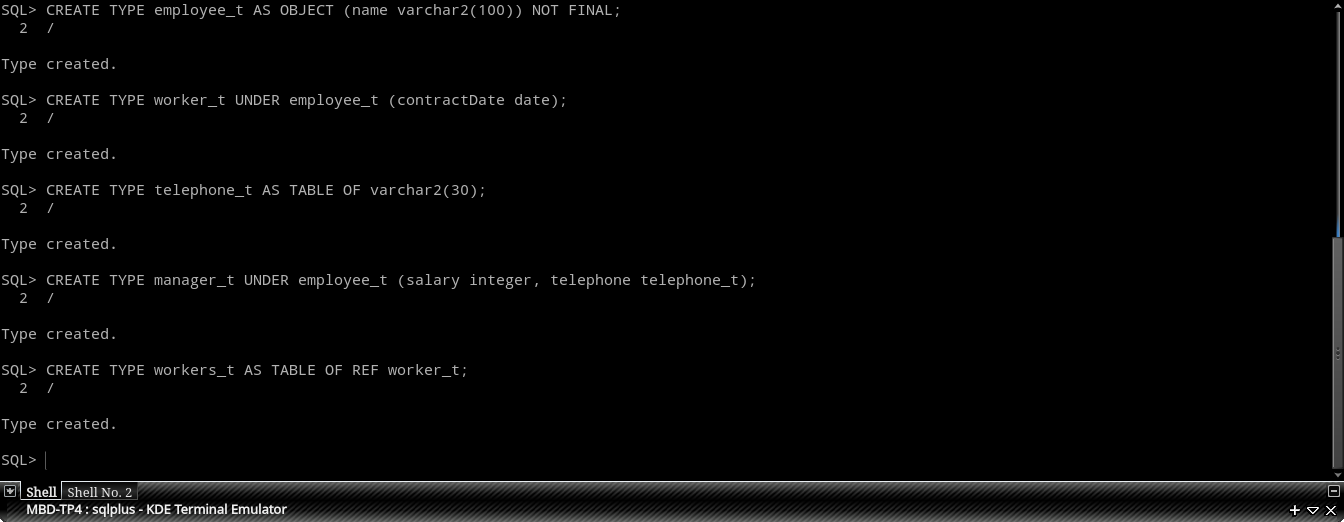 SQL> CREATE TYPE employee_t AS OBJECT (name varchar2(100)) NOT FINAL;
  2  /
Type created.
SQL> CREATE TYPE worker_t UNDER employee_t (contractDate date);
  2  /
Type created.
SQL> CREATE TYPE telephone_t AS TABLE OF varchar2(30);
  2  /
Type created.
SQL> CREATE TYPE manager_t UNDER employee_t (salary integer, telephone telephone_t);
  2  /
Type created.
SQL> CREATE TYPE workers_t AS TABLE OF REF worker_t;
  2  /
Type created.
SQL>
Shell Shell No. 2
MBD-TP4 : sqlplus - KDE Terminal Emulator